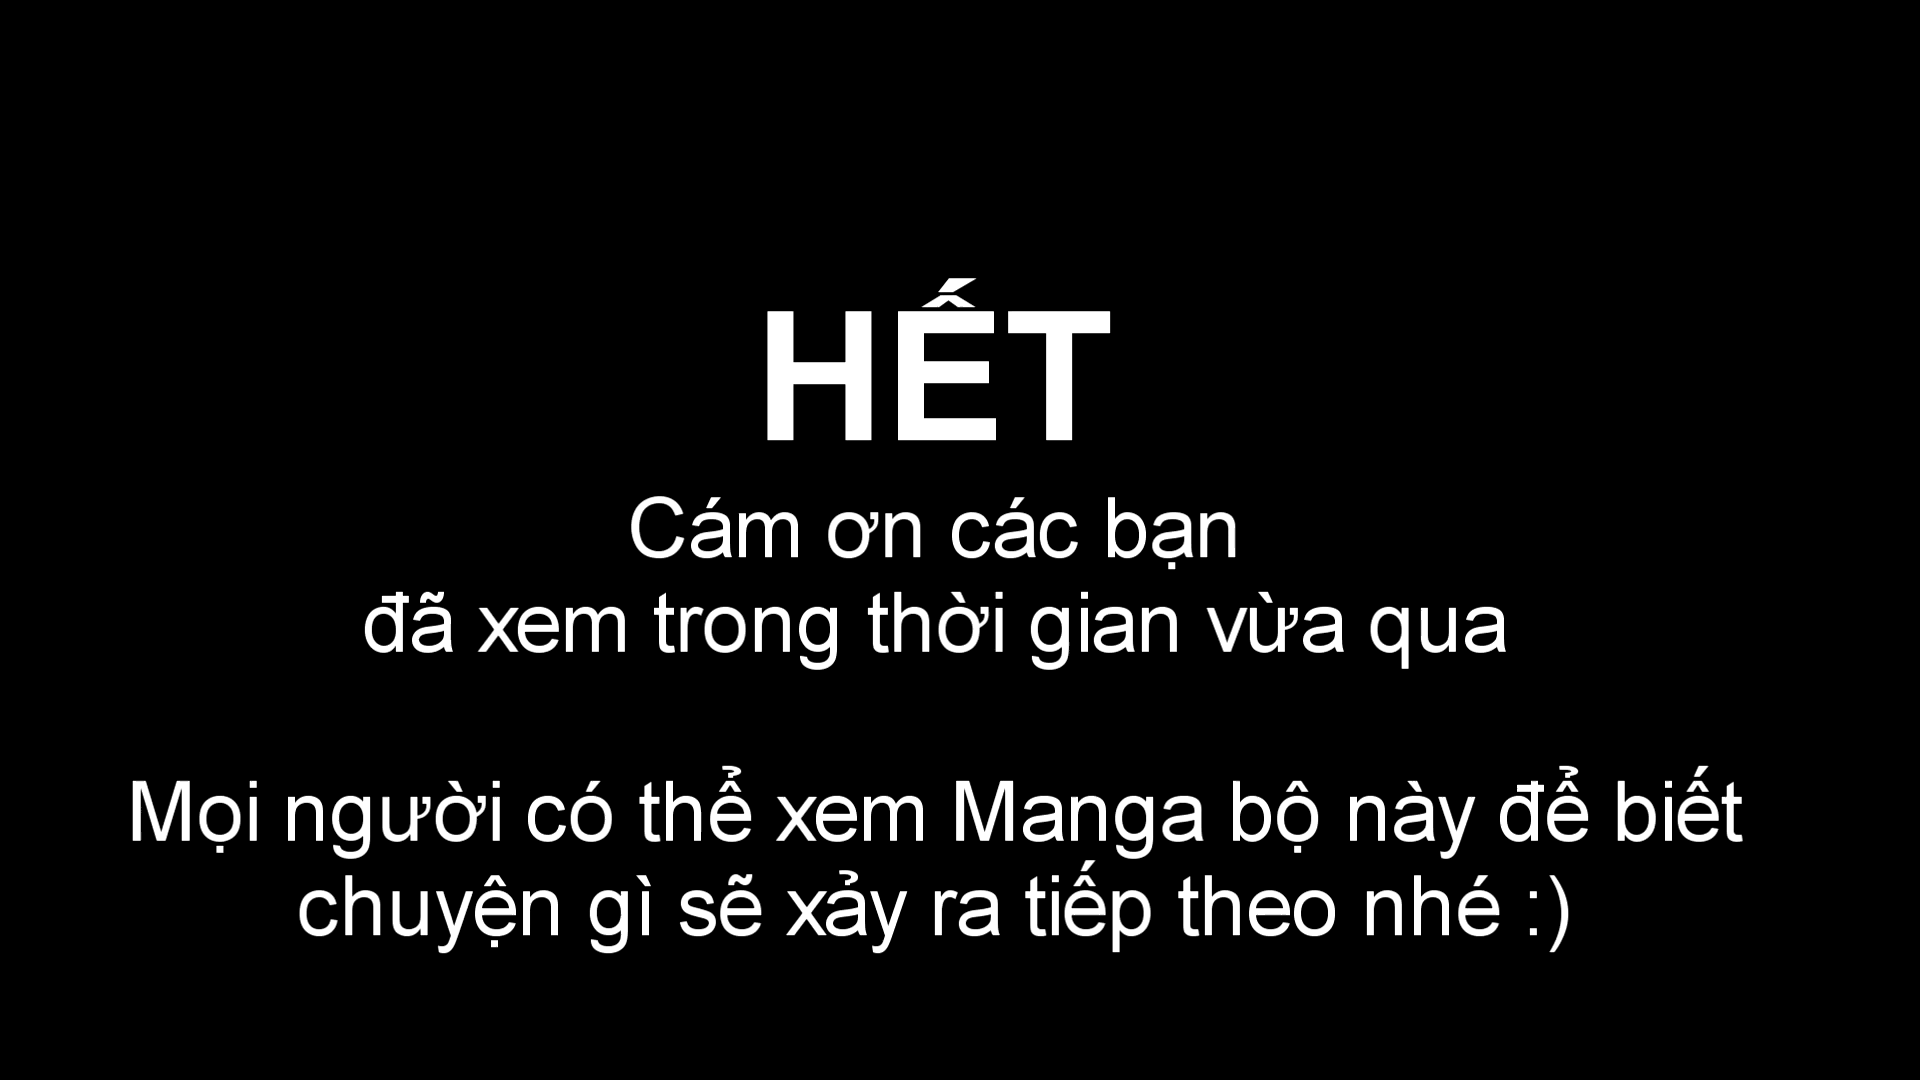 HẾT
Cám ơn các bạn
đã xem trong thời gian vừa qua
Mọi người có thể xem Manga bộ này để biết
chuyện gì sẽ xảy ra tiếp theo nhé :)